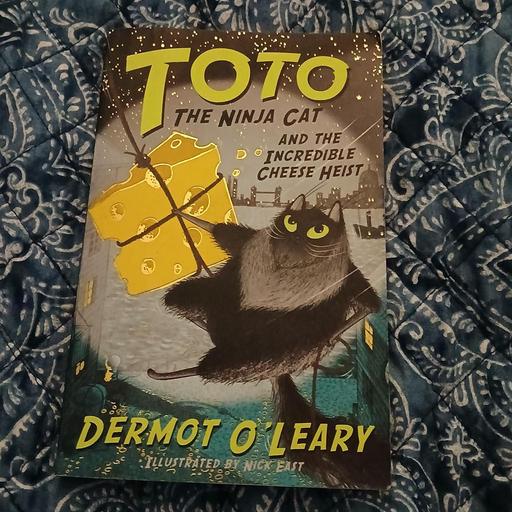 TOTO
THE NINJA CAT
AND THE
INCREDIBLE
CHEESE HEIST
DERMOT O'LEARY
ILLUSTRATED BY NICK EAST